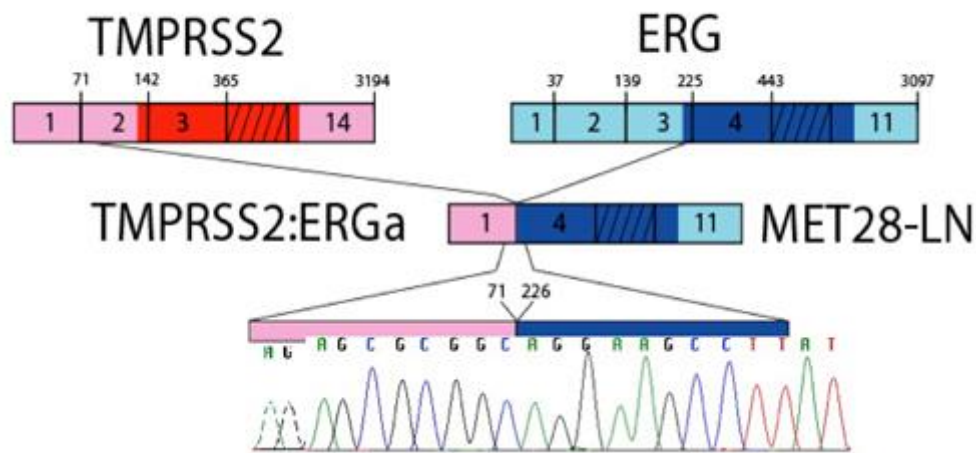 TMPRSS2 ERG
71 142 365 3194 37 139 225 443 3097
1 2 3 14 1 2 3 4 11
TMPRSS2:ERGa 1 4 11 MET28-LN
71 226
A G A G C G C G G C A G G A A G C C T T A T